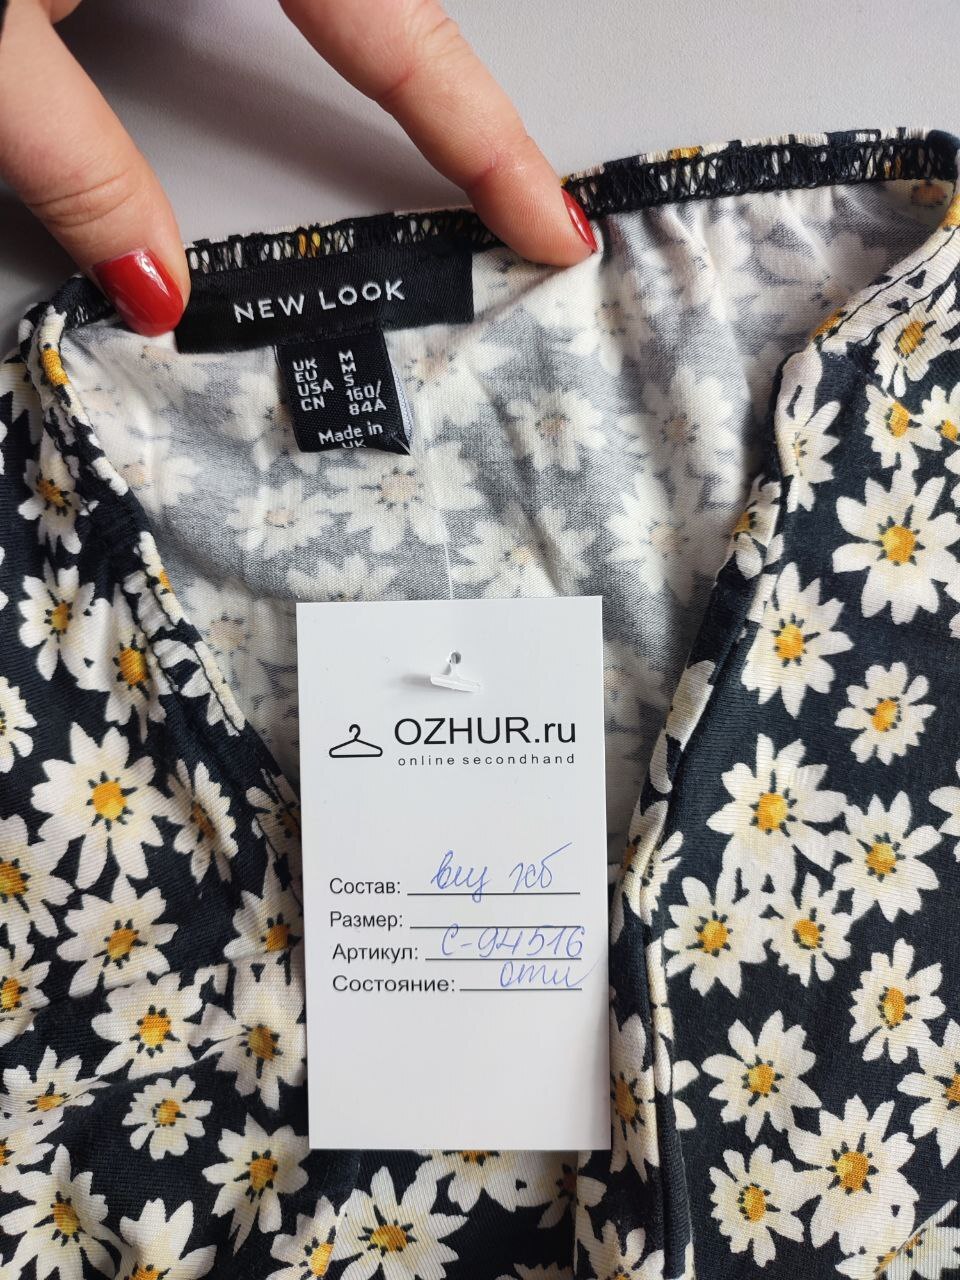 NEW LOOK
UK M
EU M
USA S
CN 160/
84A
Made in
UK
OZHUR.ru
online secondhand
Состав: виц хб
Размер:
Артикул: С-94516
Состояние: отл